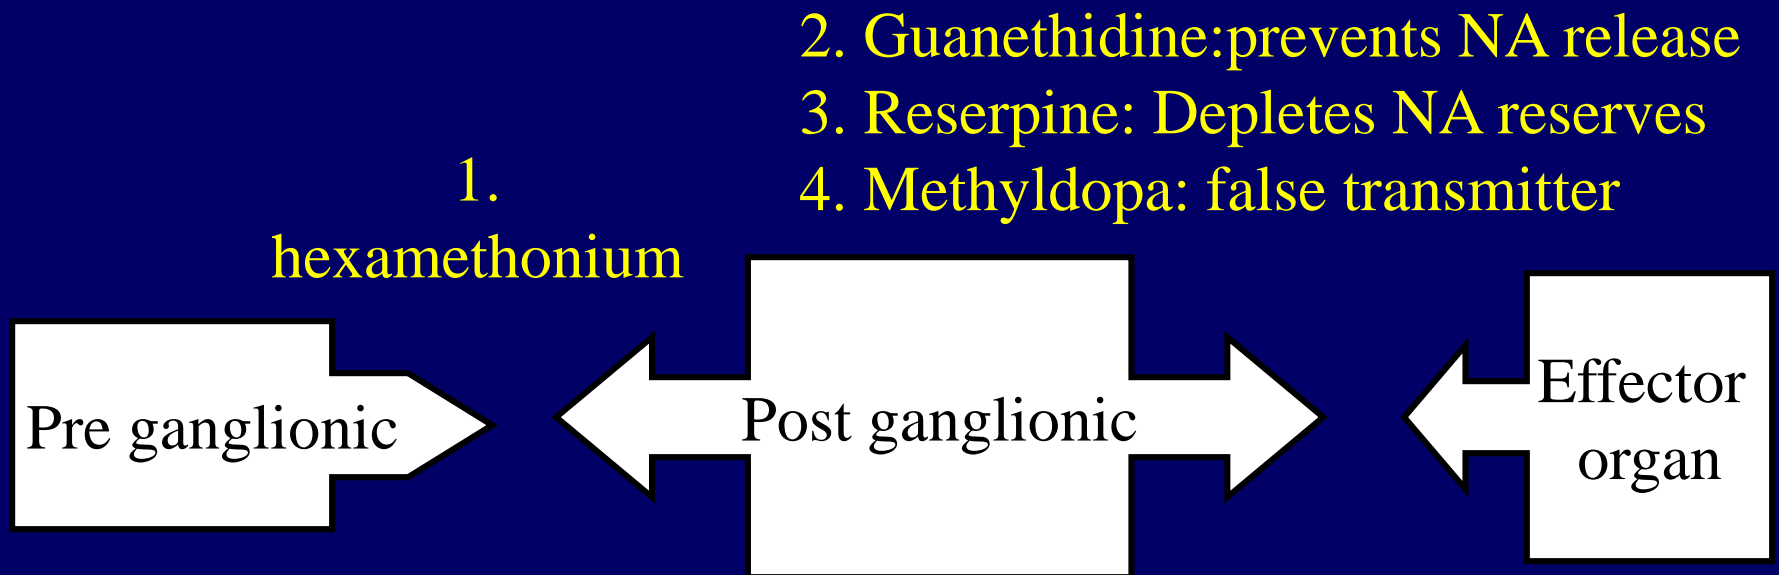 2. Guanethidine:prevents NA release
3. Reserpine: Depletes NA reserves
4. Methyldopa: false transmitter
1.
hexamethonium
Pre ganglionic
Post ganglionic
Effector
organ